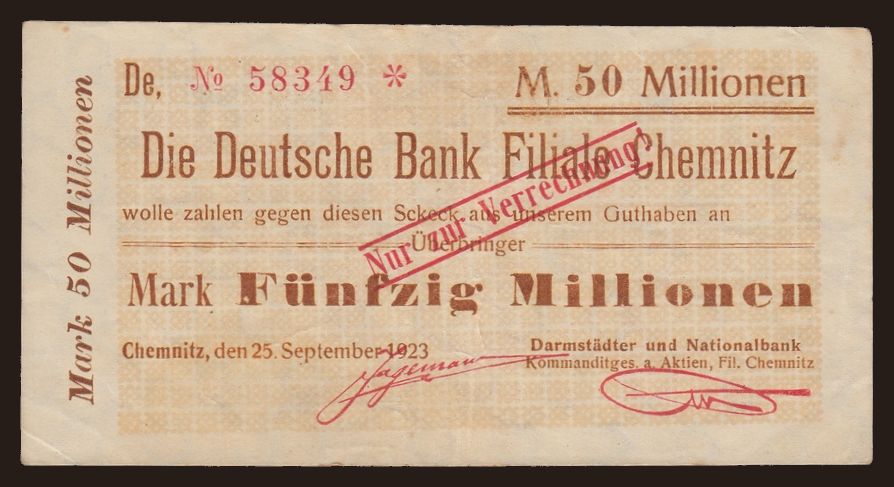 De, № 58349 *
M. 50 Millionen
Die Deutsche Bank Filiale Chemnitz
wolle zahlen gegen diesen Sckeck aus unserem Guthaben an
Überbringer
Nur zur Verrechnung!
Mark Fünfzig Millionen
Chemnitz, den 25. September 1923
Darmstädter und Nationalbank
Kommanditges. a. Aktien, Fil. Chemnitz
Mark 50 Millionen